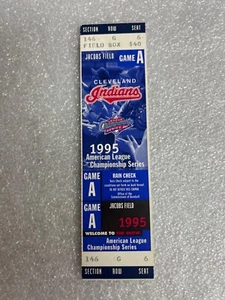 SECTION ROW SEAT
146 G 6
FIELD BOX $40
JACOBS FIELD GAME A
CLEVELAND
Indians
1995
American League
Championship Series
GAME
A
RAIN CHECK
GAME
A
JACOBS FIELD
1995
WELCOME TO THE SHOW
American League
Championship Series
146 G 6
SECTION ROW SEAT